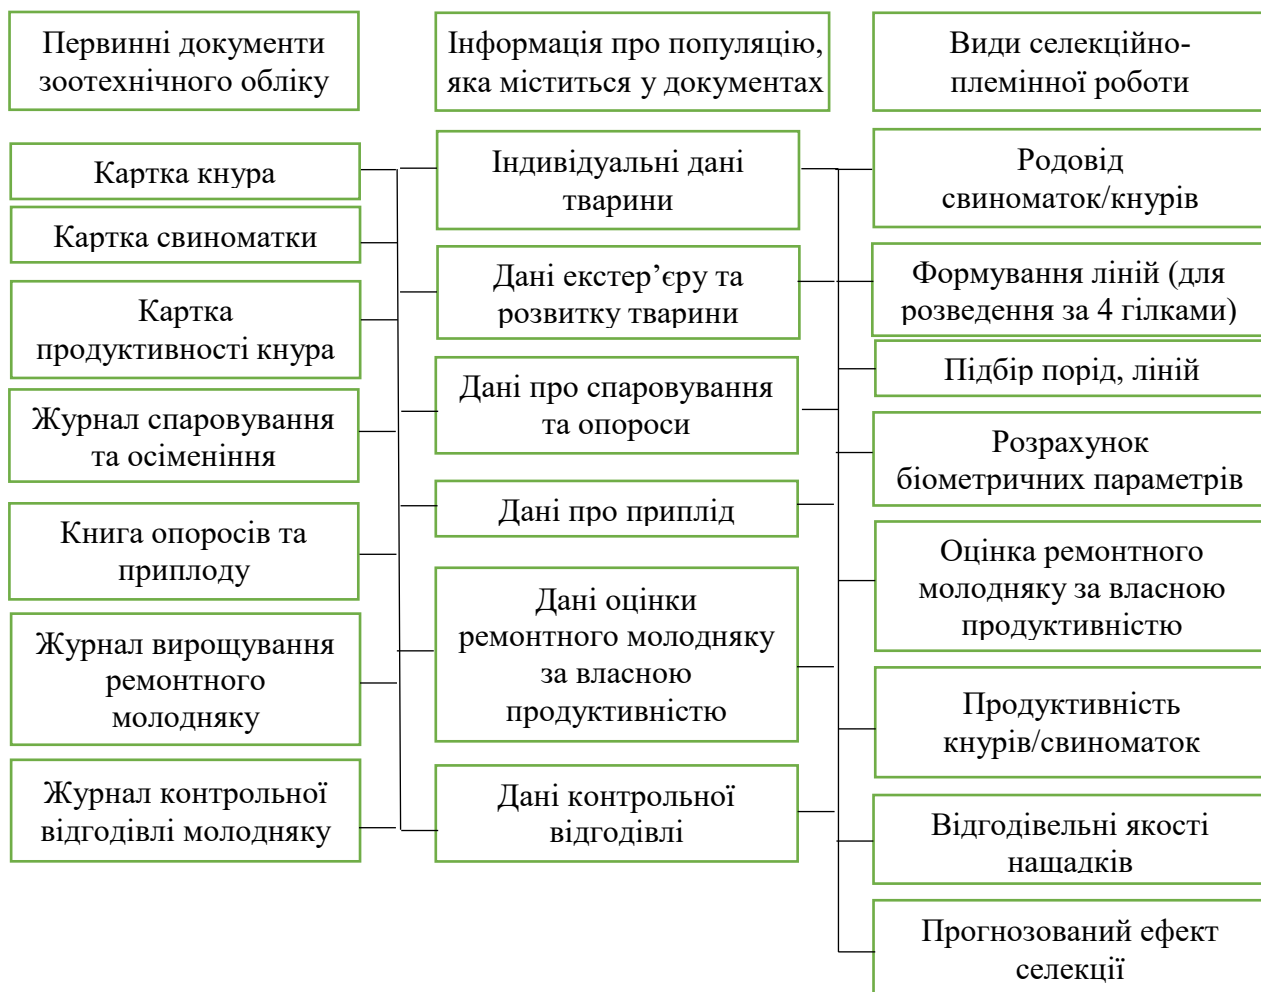 Первинні документи
зоотехнічного обліку
Інформація про популяцію,
яка міститься у документах
Види селекційно-
племінної роботи
Картка кнура
Картка свиноматки
Картка
продуктивності кнура
Журнал спаровування
та осіменіння
Книга опоросів та
приплоду
Журнал вирощування
ремонтного
молодняку
Журнал контрольної
відгодівлі молодняку
Індивідуальні дані
тварини
Дані екстер’єру та
розвитку тварини
Дані про спаровування
та опороси
Дані про приплід
Дані оцінки
ремонтного молодняку
за власною
продуктивністю
Дані контрольної
відгодівлі
Родовід
свиноматок/кнурів
Формування ліній (для
розведення за 4 гілками)
Підбір порід, ліній
Розрахунок
біометричних параметрів
Оцінка ремонтного
молодняку за власною
продуктивністю
Продуктивність
кнурів/свиноматок
Відгодівельні якості
нащадків
Прогнозований ефект
селекції